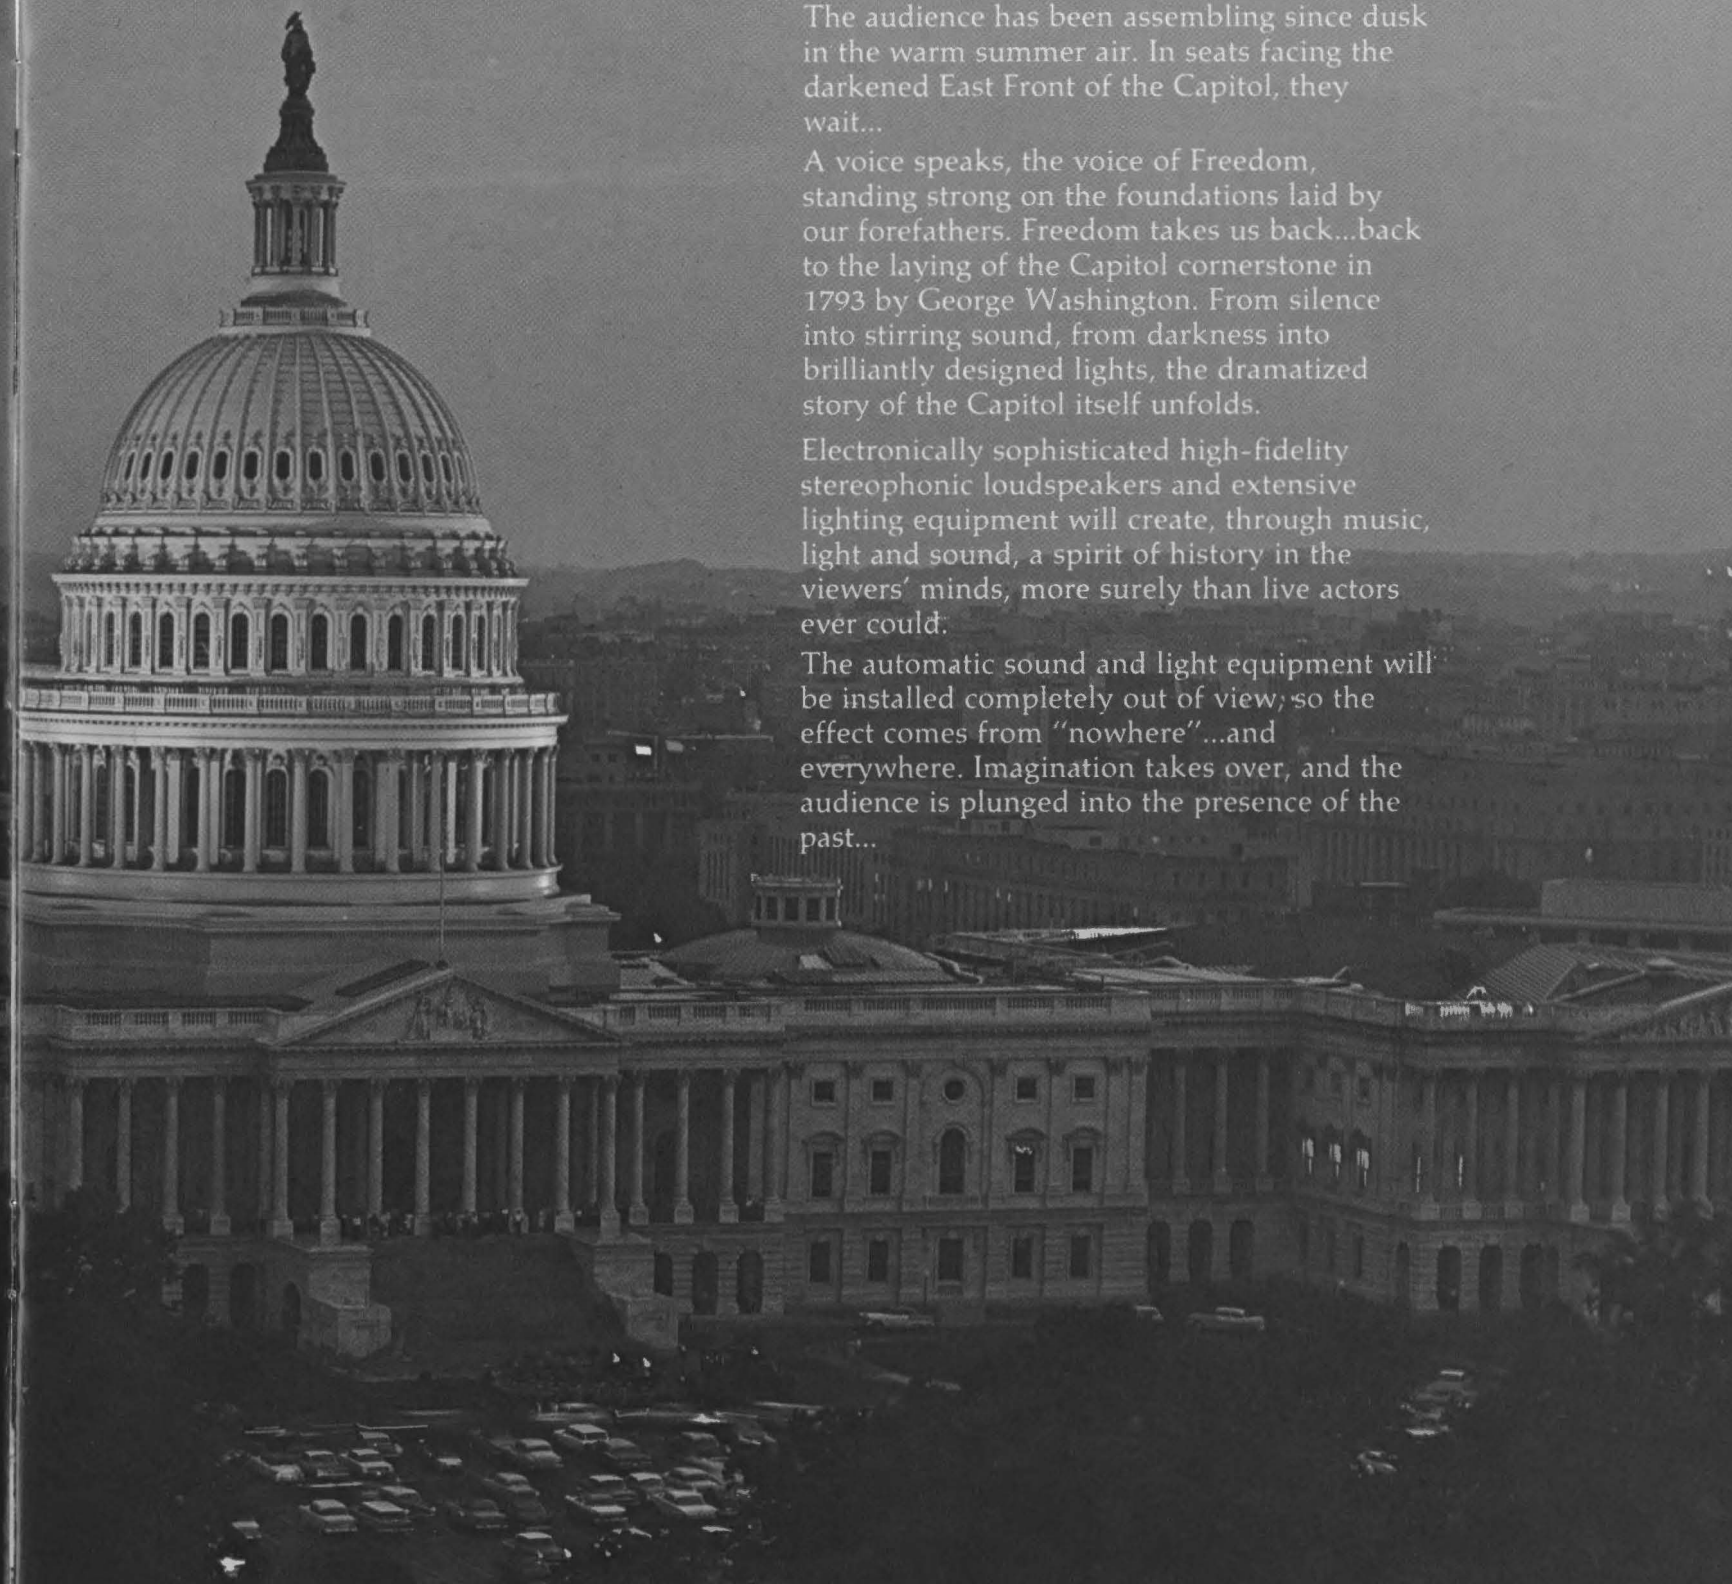 The audience has been assembling since dusk
in the warm summer air. In seats facing the
darkened East Front of the Capitol, they
wait...
A voice speaks, the voice of Freedom,
standing strong on the foundations laid by
our forefathers. Freedom takes us back...back
to the laying of the Capitol cornerstone in
1793 by George Washington. From silence
into stirring sound, from darkness into
brilliantly designed lights, the dramatized
story of the Capitol itself unfolds.
Electronically sophisticated high-fidelity
stereophonic loudspeakers and extensive
lighting equipment will create, through music,
light and sound, a spirit of history in the
viewers' minds, more surely than live actors
ever could.
The automatic sound and light equipment will
be installed completely out of view, so the
effect comes from "nowhere"...and
everywhere. Imagination takes over, and the
audience is plunged into the presence of the
past...